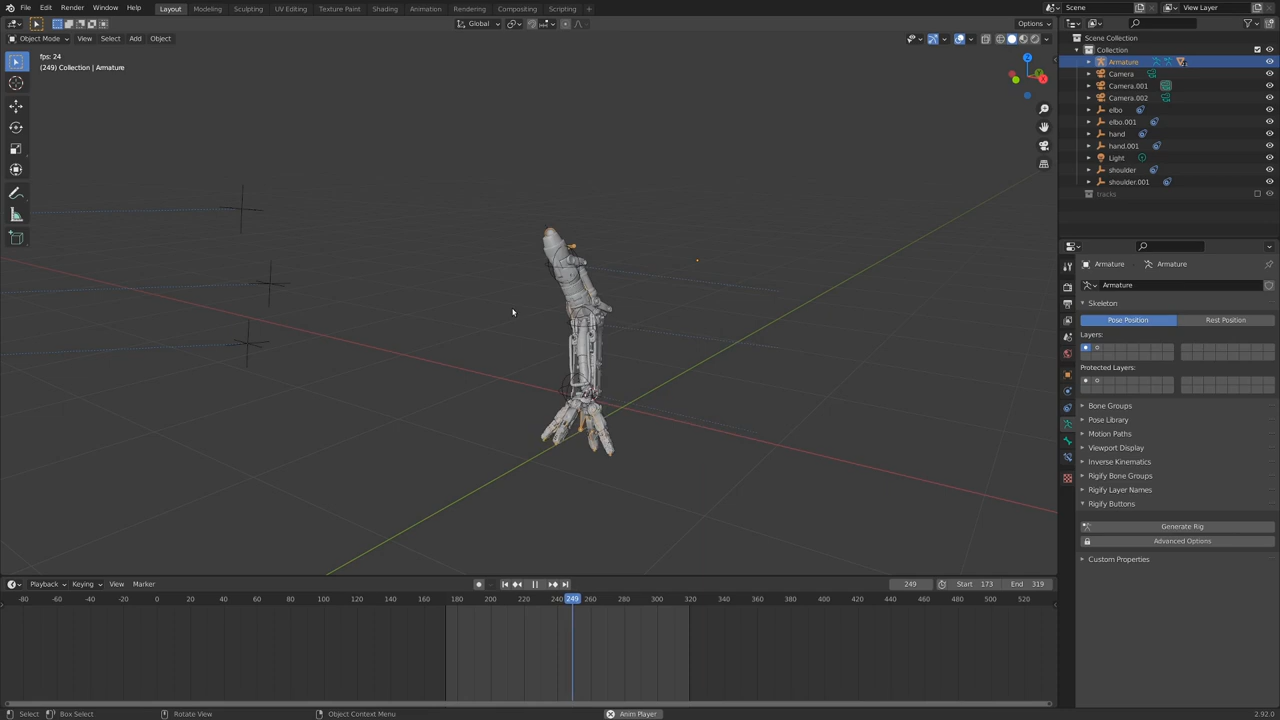 File Edit Render Window Help Layout Modeling Sculpting UV Editing Texture Paint Shading Animation Rendering Compositing Scripting Scene View Layer
Global Options
Object Mode View Select Add Object
fps: 24
(249) Collection | Armature
Scene Collection
Collection
Armature
Camera
Camera.001
Camera.002
elbo
elbo.001
hand
hand.001
Light
shoulder
shoulder.001
tracks
Armature Armature
Armature
Skeleton
Pose Position Rest Position
Layers:
Protected Layers:
Bone Groups
Pose Library
Motion Paths
Viewport Display
Inverse Kinematics
Rigify Bone Groups
Rigify Layer Names
Rigify Buttons
Generate Rig
Advanced Options
Custom Properties
Playback Keying View Marker 249 Start 173 End 319
-80 -60 -40 -20 0 20 40 60 80 100 120 140 160 180 200 220 240 249 260 280 300 320 340 360 380 400 420 440 460 480 500 520
Select Box Select Rotate View Object Context Menu Anim Player 2.92.0